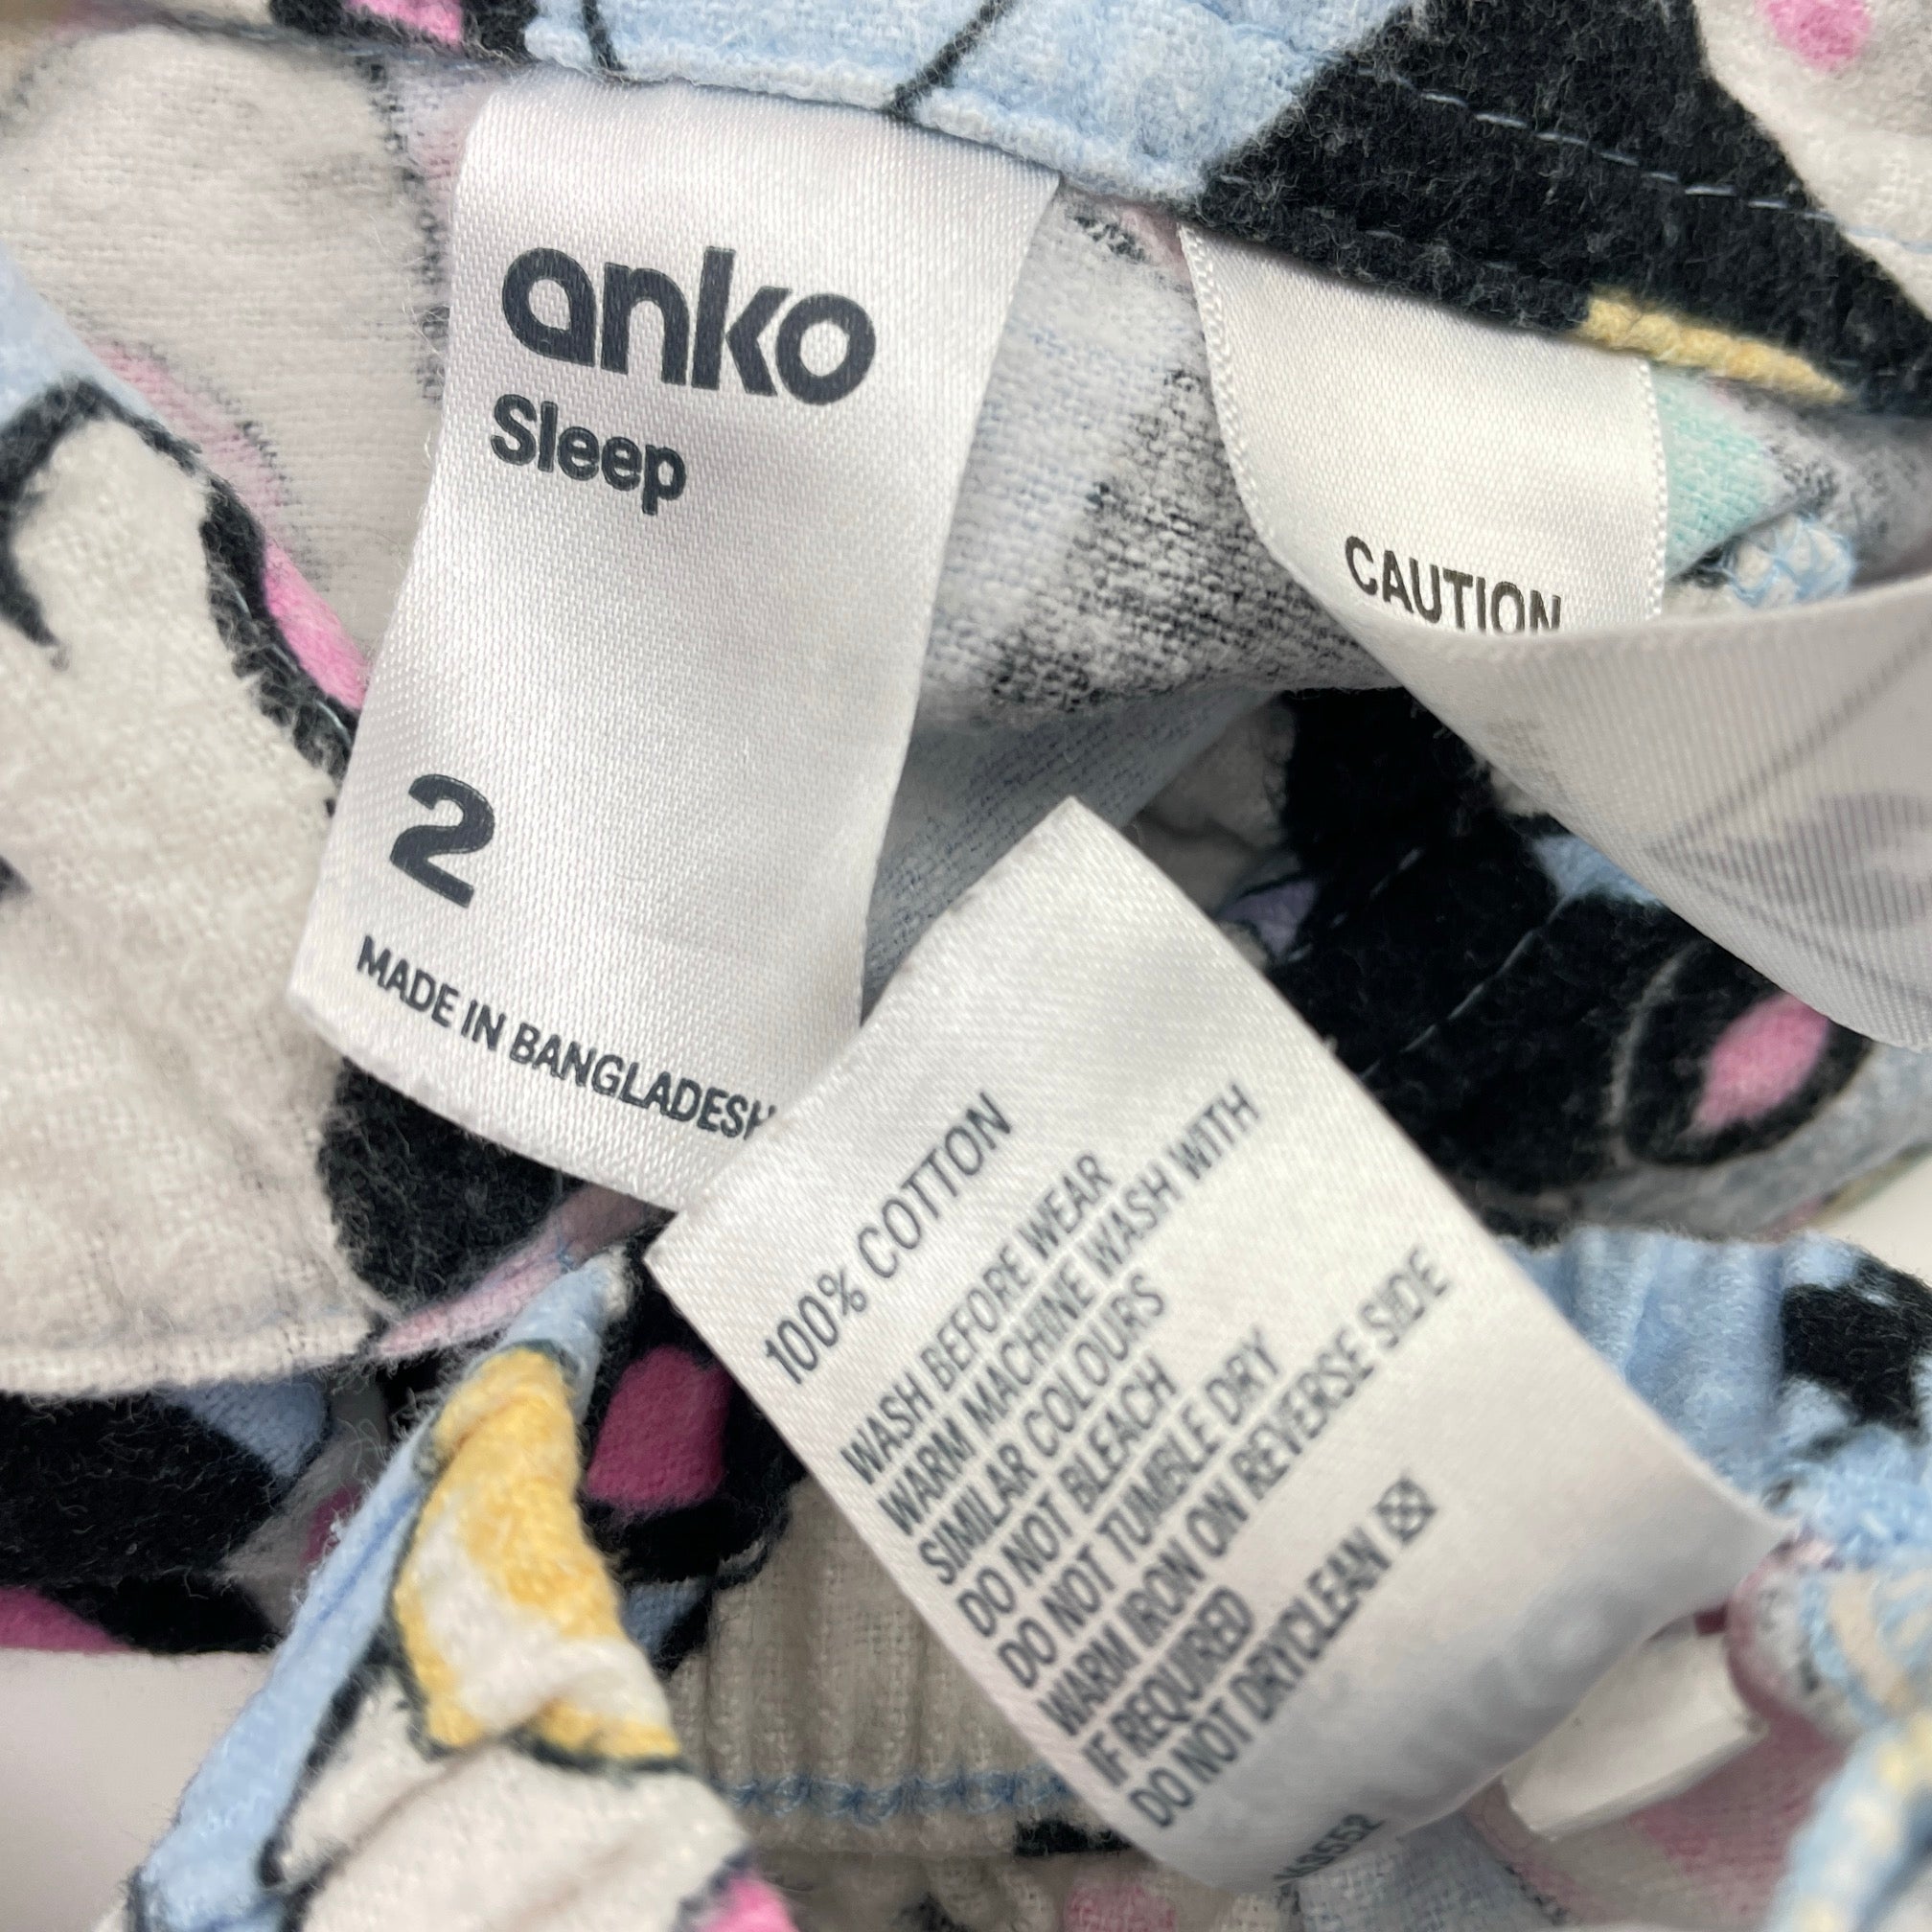 anko
Sleep
2
MADE IN BANGLADESH
CAUTION
100% COTTON
WASH BEFORE WEAR
WARM MACHINE WASH WITH
SIMILAR COLOURS
DO NOT BLEACH
DO NOT TUMBLE DRY
WARM IRON ON REVERSE SIDE
IF REQUIRED
DO NOT DRYCLEAN